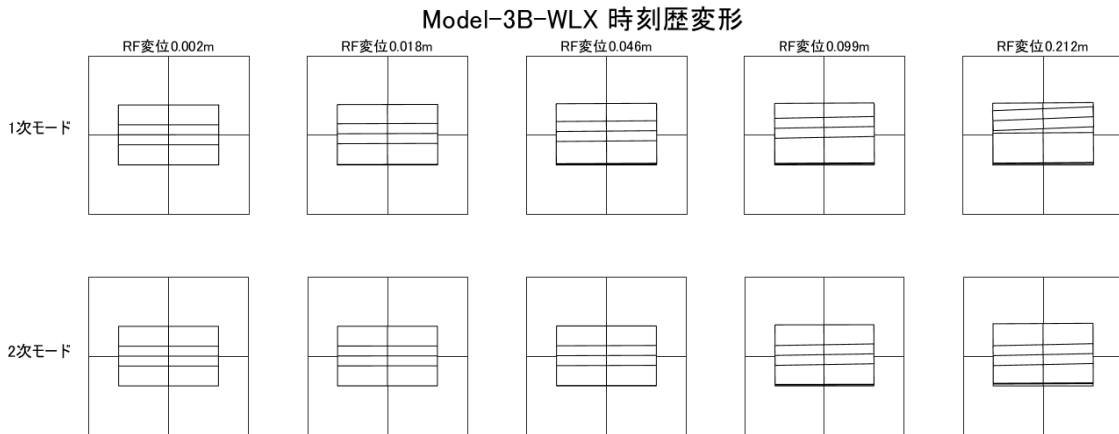 Model-3B-WLX 時刻歴変形
RF変位0.002m
RF変位0.018m
RF変位0.046m
RF変位0.099m
RF変位0.212m
1次モード
2次モード